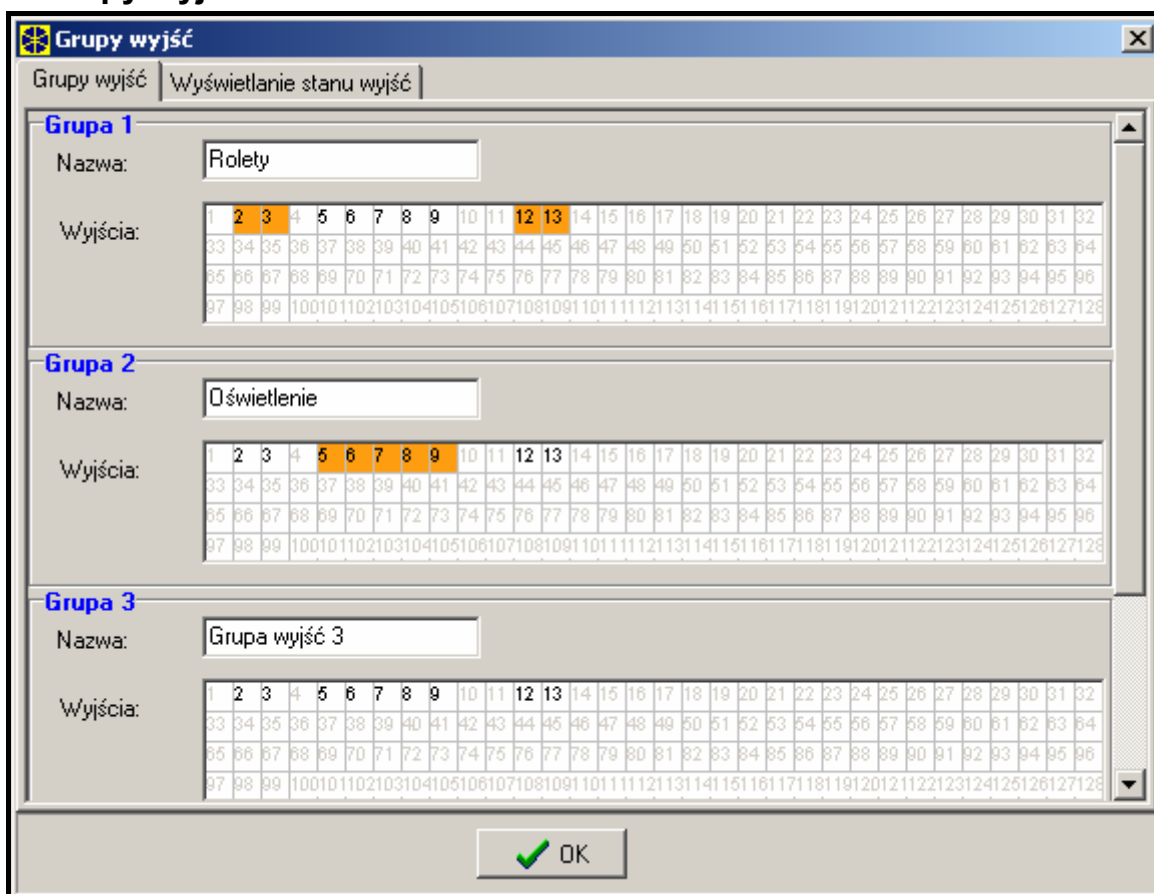 Grupy wyjść
Grupy wyjść Wyświetlanie stanu wyjść
Grupa 1
Nazwa: Rolety
Wyjścia: 1 2 3 4 5 6 7 8 9 10 11 12 13 14 15 16 17 18 19 20 21 22 23 24 25 26 27 28 29 30 31 32
33 34 35 36 37 38 39 40 41 42 43 44 45 46 47 48 49 50 51 52 53 54 55 56 57 58 59 60 61 62 63 64
65 66 67 68 69 70 71 72 73 74 75 76 77 78 79 80 81 82 83 84 85 86 87 88 89 90 91 92 93 94 95 96
97 98 99 100 101 102 103 104 105 106 107 108 109 110 111 112 113 114 115 116 117 118 119 120 121 122 123 124 125 126 127 128
Grupa 2
Nazwa: Oświetlenie
Wyjścia: 1 2 3 4 5 6 7 8 9 10 11 12 13 14 15 16 17 18 19 20 21 22 23 24 25 26 27 28 29 30 31 32
33 34 35 36 37 38 39 40 41 42 43 44 45 46 47 48 49 50 51 52 53 54 55 56 57 58 59 60 61 62 63 64
65 66 67 68 69 70 71 72 73 74 75 76 77 78 79 80 81 82 83 84 85 86 87 88 89 90 91 92 93 94 95 96
97 98 99 100 101 102 103 104 105 106 107 108 109 110 111 112 113 114 115 116 117 118 119 120 121 122 123 124 125 126 127 128
Grupa 3
Nazwa: Grupa wyjść 3
Wyjścia: 1 2 3 4 5 6 7 8 9 10 11 12 13 14 15 16 17 18 19 20 21 22 23 24 25 26 27 28 29 30 31 32
33 34 35 36 37 38 39 40 41 42 43 44 45 46 47 48 49 50 51 52 53 54 55 56 57 58 59 60 61 62 63 64
65 66 67 68 69 70 71 72 73 74 75 76 77 78 79 80 81 82 83 84 85 86 87 88 89 90 91 92 93 94 95 96
97 98 99 100 101 102 103 104 105 106 107 108 109 110 111 112 113 114 115 116 117 118 119 120 121 122 123 124 125 126 127 128
OK